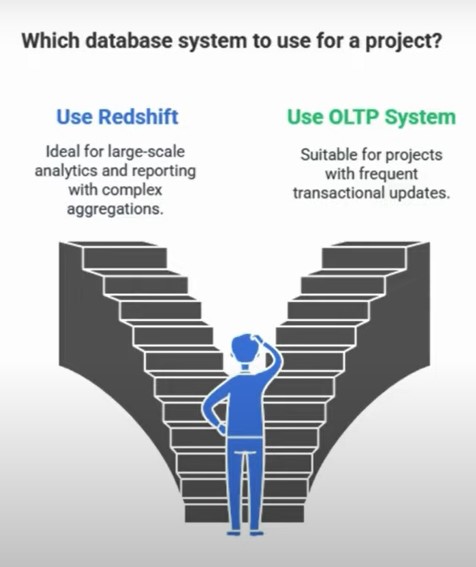 Which database system to use for a project?
Use Redshift
Ideal for large-scale
analytics and reporting
with complex
aggregations.
Use OLTP System
Suitable for projects
with frequent
transactional updates.